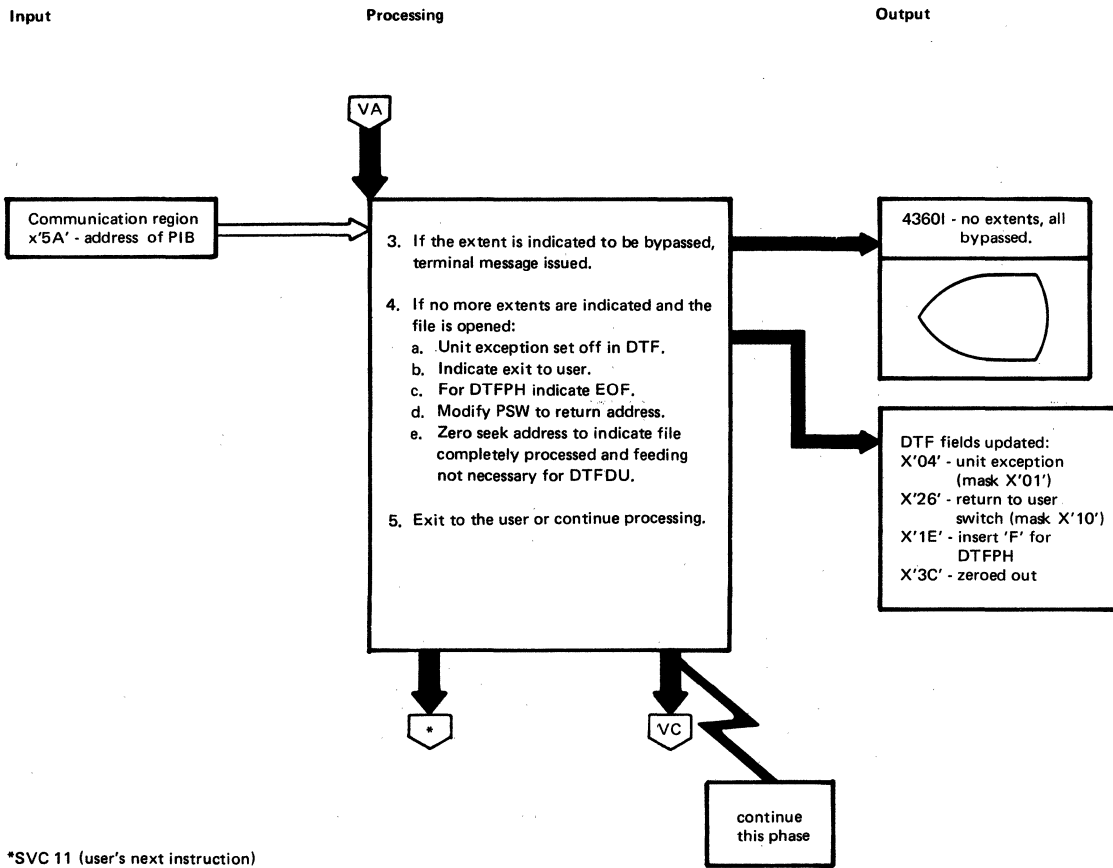 Input
Processing
Output
VA
Communication region
x'5A' - address of PIB
3. If the extent is indicated to be bypassed,
terminal message issued.
4. If no more extents are indicated and the
file is opened:
a. Unit exception set off in DTF.
b. Indicate exit to user.
c. For DTFPH indicate EOF.
d. Modify PSW to return address.
e. Zero seek address to indicate file
completely processed and feeding
not necessary for DTFDU.
5. Exit to the user or continue processing.
4360I - no extents, all
bypassed.
DTF fields updated:
X'04' - unit exception
(mask X'01')
X'26' - return to user
switch (mask X'10')
X'1E' - insert 'F' for
DTFPH
X'3C' - zeroed out
*
VC
continue
this phase
*SVC 11 (user's next instruction)